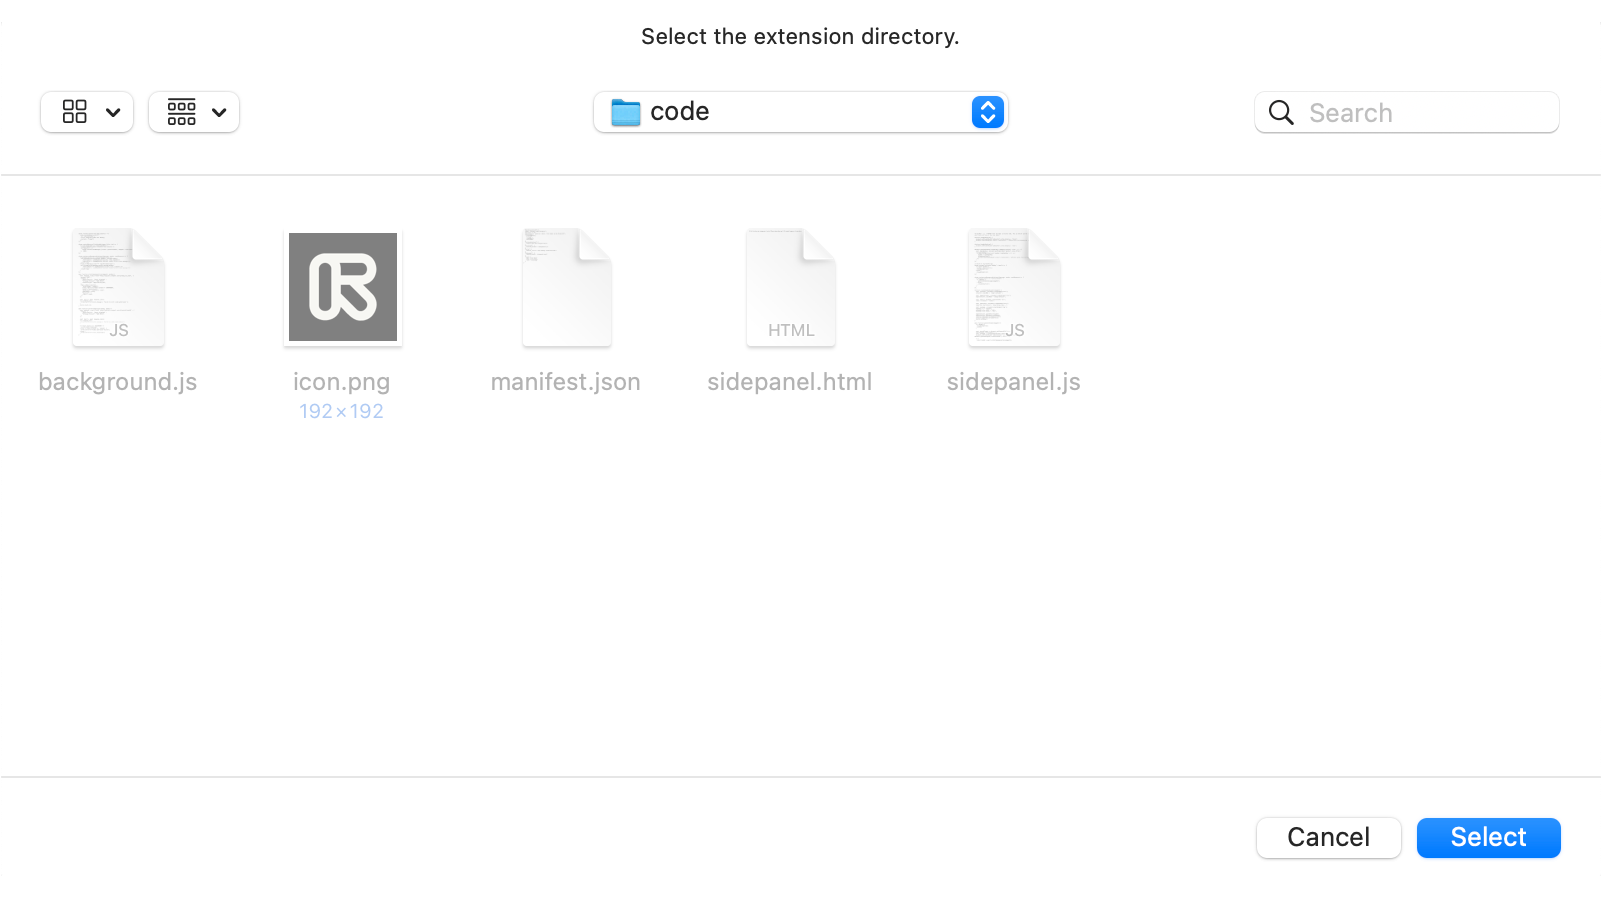 Select the extension directory.
code
Search
JS
HTML
JS
background.js
icon.png
manifest.json
sidepanel.html
sidepanel.js
192×192
Cancel
Select